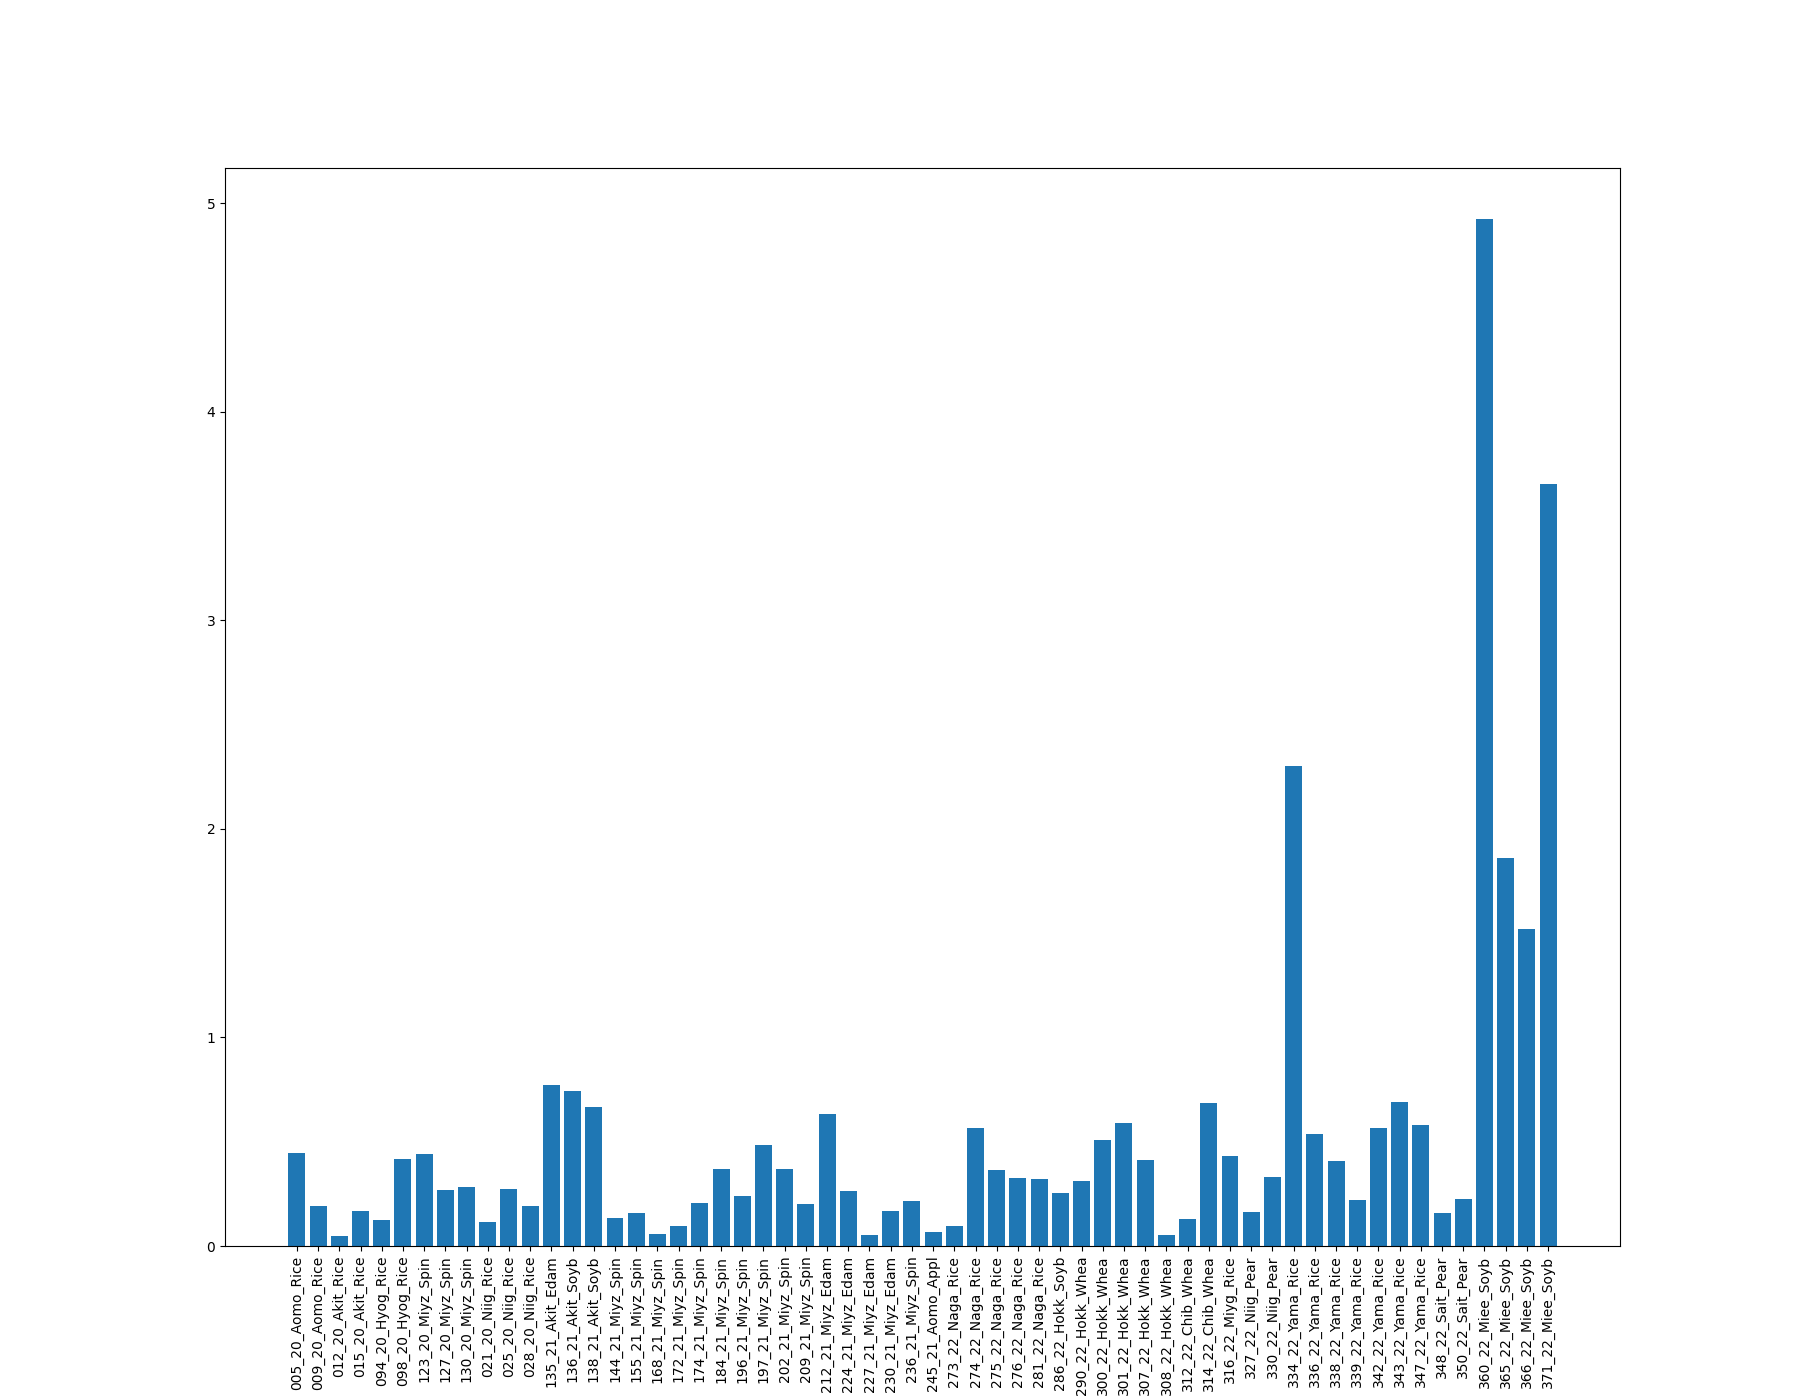 5
4
3
2
1
0
005_20_Aomo_Rice
009_20_Aomo_Rice
012_20_Akit_Rice
015_20_Akit_Rice
094_20_Hyog_Rice
098_20_Hyog_Rice
123_20_Miyz_Spin
127_20_Miyz_Spin
130_20_Miyz_Spin
021_20_Niig_Rice
025_20_Niig_Rice
028_20_Niig_Rice
135_21_Akit_Edam
136_21_Akit_Soyb
138_21_Akit_Soyb
144_21_Miyz_Spin
155_21_Miyz_Spin
168_21_Miyz_Spin
172_21_Miyz_Spin
174_21_Miyz_Spin
184_21_Miyz_Spin
196_21_Miyz_Spin
197_21_Miyz_Spin
202_21_Miyz_Spin
209_21_Miyz_Spin
212_21_Miyz_Edam
224_21_Miyz_Edam
227_21_Miyz_Edam
230_21_Miyz_Edam
236_21_Miyz_Spin
245_21_Aomo_Appl
273_22_Naga_Rice
274_22_Naga_Rice
275_22_Naga_Rice
276_22_Naga_Rice
281_22_Naga_Rice
286_22_Hokk_Soyb
290_22_Hokk_Whea
300_22_Hokk_Whea
301_22_Hokk_Whea
307_22_Hokk_Whea
308_22_Hokk_Whea
312_22_Chib_Whea
314_22_Chib_Whea
316_22_Miyg_Rice
327_22_Niig_Pear
330_22_Niig_Pear
334_22_Yama_Rice
336_22_Yama_Rice
338_22_Yama_Rice
339_22_Yama_Rice
342_22_Yama_Rice
343_22_Yama_Rice
347_22_Yama_Rice
348_22_Sait_Pear
350_22_Sait_Pear
360_22_Miee_Soyb
365_22_Miee_Soyb
366_22_Miee_Soyb
371_22_Miee_Soyb